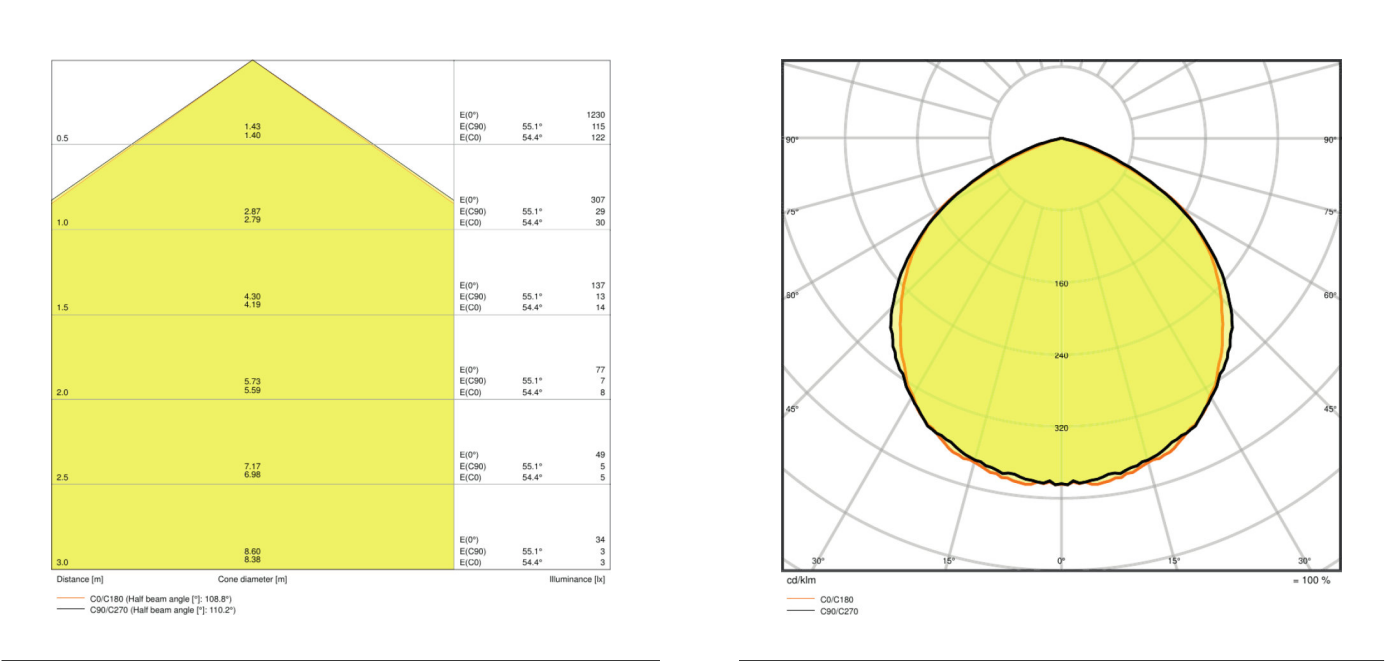 E(0°) 1230
1.43 E(C90) 55.1° 115
0.5 1.40 E(C0) 54.4° 122
E(0°) 307
2.87 E(C90) 55.1° 29
1.0 2.79 E(C0) 54.4° 30
E(0°) 137
4.30 E(C90) 55.1° 13
1.5 4.19 E(C0) 54.4° 14
E(0°) 77
5.73 E(C90) 55.1° 7
2.0 5.59 E(C0) 54.4° 8
E(0°) 49
7.17 E(C90) 55.1° 5
2.5 6.98 E(C0) 54.4° 5
E(0°) 34
8.60 E(C90) 55.1° 3
3.0 8.38 E(C0) 54.4° 3
Distance [m] Cone diameter [m] Illuminance [lx]
C0/C180 (Half beam angle [°]: 108.8°)
C90/C270 (Half beam angle [°]: 110.2°)
90° 90°
75° 75°
160
60° 60°
240
45° 45°
320
30° 15° 0° 15° 30°
cd/klm = 100 %
C0/C180
C90/C270